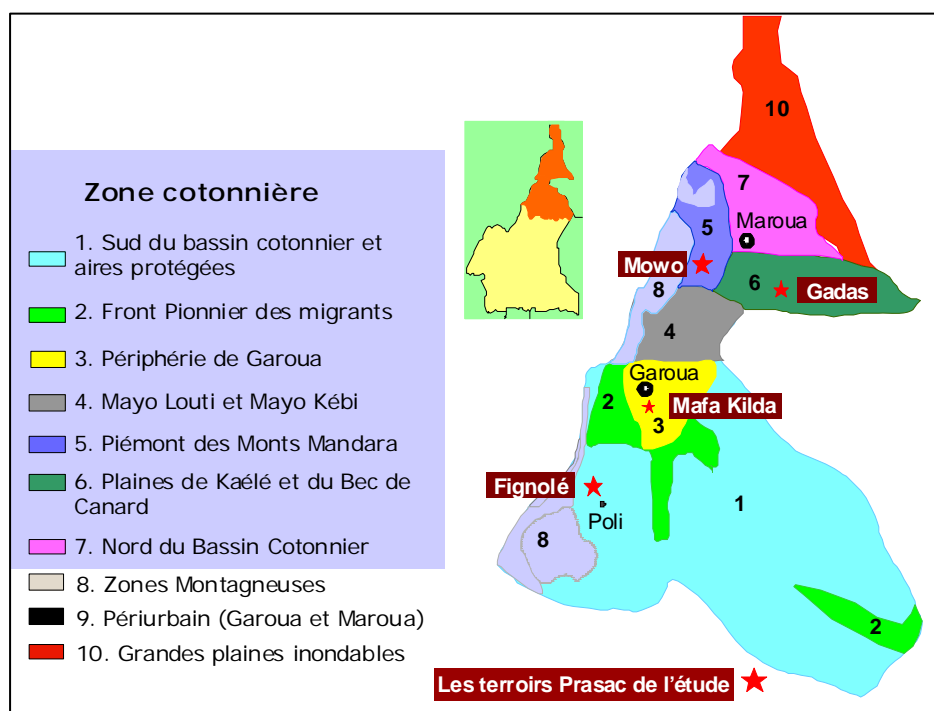 Zone cotonnière
1. Sud du bassin cotonnier et
aires protégées
2. Front Pionnier des migrants
3. Périphérie de Garoua
4. Mayo Louti et Mayo Kébi
5. Piémont des Monts Mandara
6. Plaines de Kaélé et du Bec de
Canard
7. Nord du Bassin Cotonnier
8. Zones Montagneuses
9. Périurbain (Garoua et Maroua)
10. Grandes plaines inondables
10
7
Maroua
5
Mowo
6
Gadas
8
4
Garoua
2
Mafa Kilda
3
Fignolé
Poli
1
8
2
Les terroirs Prasac de l'étude